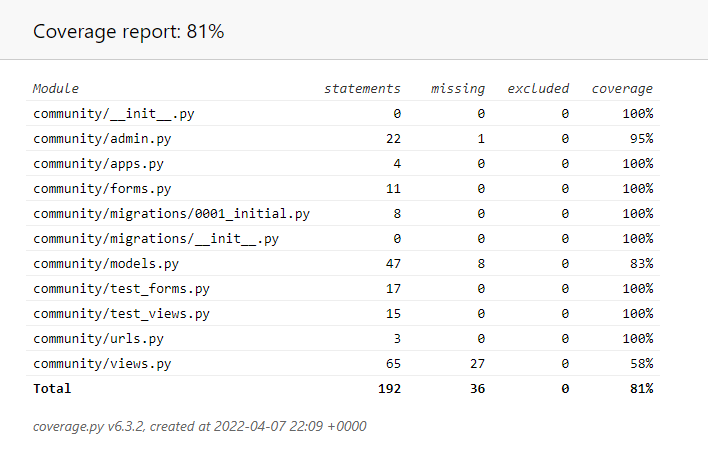 Coverage report: 81%
Module statements missing excluded coverage
community/__init__.py 0 0 0 100%
community/admin.py 22 1 0 95%
community/apps.py 4 0 0 100%
community/forms.py 11 0 0 100%
community/migrations/0001_initial.py 8 0 0 100%
community/migrations/__init__.py 0 0 0 100%
community/models.py 47 8 0 83%
community/test_forms.py 17 0 0 100%
community/test_views.py 15 0 0 100%
community/urls.py 3 0 0 100%
community/views.py 65 27 0 58%
Total 192 36 0 81%
coverage.py v6.3.2, created at 2022-04-07 22:09 +0000